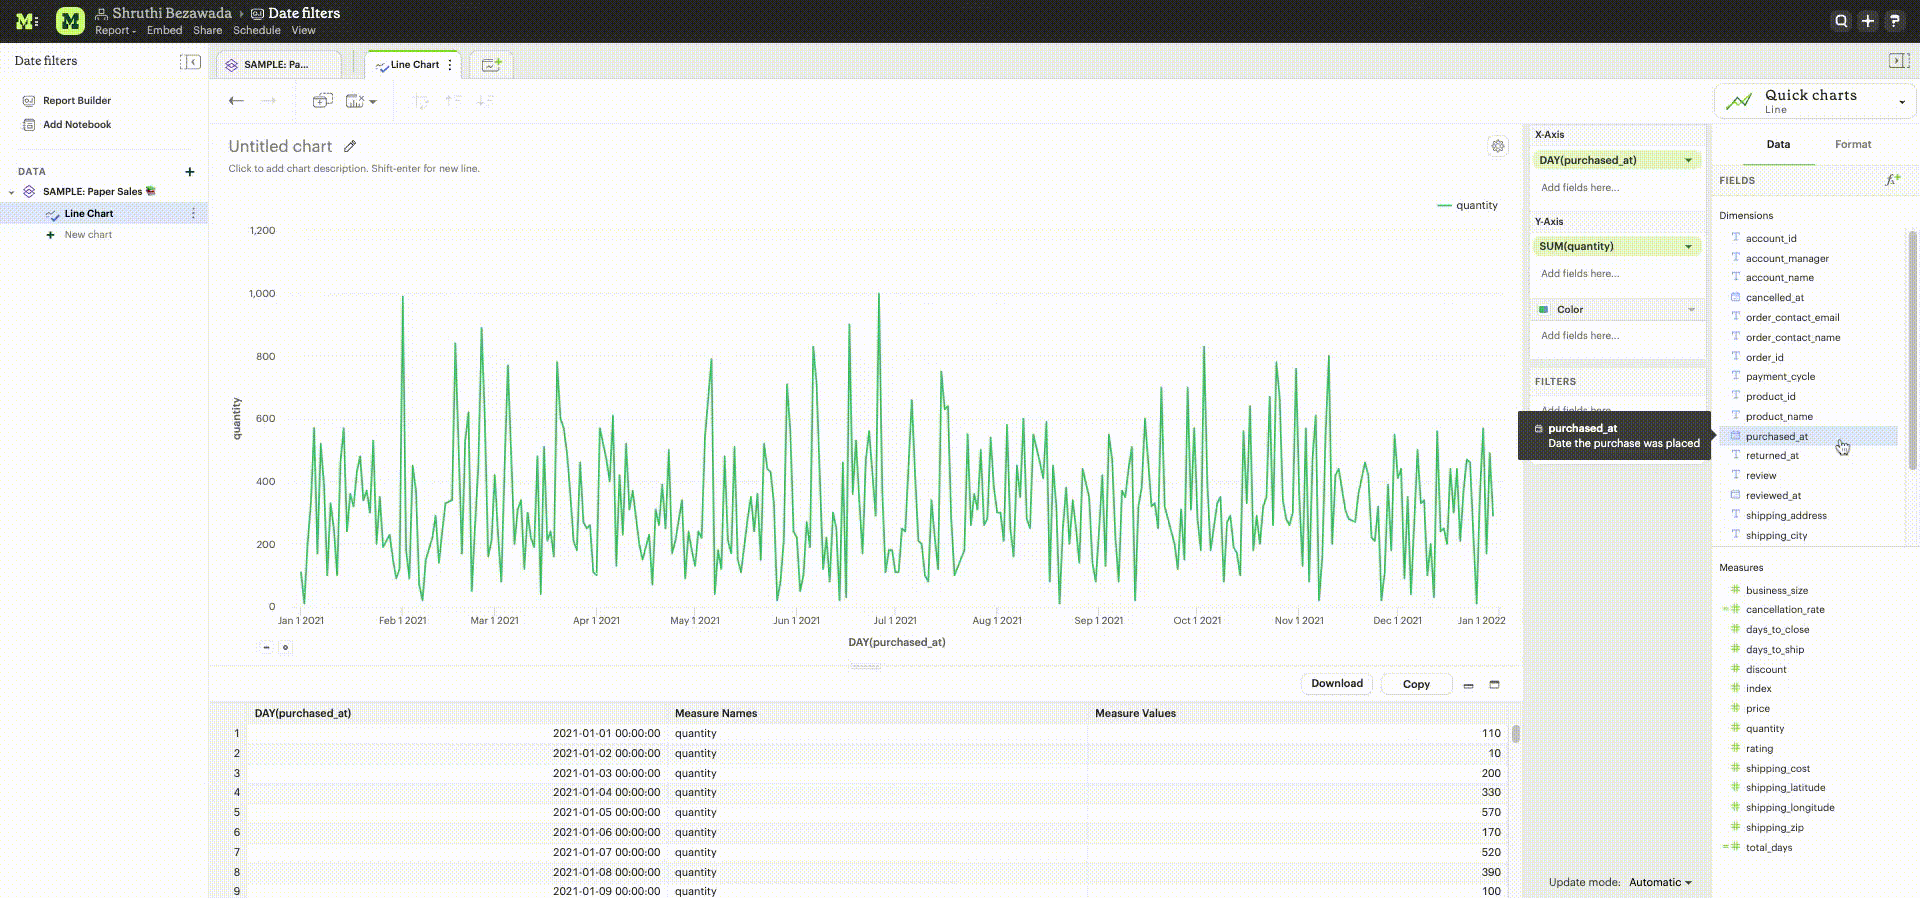 M
Shruthi Bezawada › Date filters
Report Embed Share Schedule View
Date filters
Report Builder
Add Notebook
DATA
SAMPLE: Paper Sales
Line Chart
New chart
SAMPLE: Pa...
Line Chart
Untitled chart
Click to add chart description. Shift-enter for new line.
quantity
1,200
1,000
800
600
400
200
0
quantity
Jan 1 2021 Feb 1 2021 Mar 1 2021 Apr 1 2021 May 1 2021 Jun 1 2021 Jul 1 2021 Aug 1 2021 Sep 1 2021 Oct 1 2021 Nov 1 2021 Dec 1 2021 Jan 1 2022
DAY(purchased_at)
Download Copy
DAY(purchased_at) Measure Names Measure Values
1 2021-01-01 00:00:00 quantity 110
2 2021-01-02 00:00:00 quantity 10
3 2021-01-03 00:00:00 quantity 200
4 2021-01-04 00:00:00 quantity 330
5 2021-01-05 00:00:00 quantity 570
6 2021-01-06 00:00:00 quantity 170
7 2021-01-07 00:00:00 quantity 520
8 2021-01-08 00:00:00 quantity 390
9 2021-01-09 00:00:00 quantity 100
X-Axis
DAY(purchased_at)
Add fields here...
Y-Axis
SUM(quantity)
Add fields here...
Color
Add fields here...
FILTERS
Add fields here...
purchased_at
Date the purchase was placed
Update mode: Automatic
Quick charts
Line
Data Format
FIELDS
Dimensions
account_id
account_manager
account_name
cancelled_at
order_contact_email
order_contact_name
order_id
payment_cycle
product_id
product_name
purchased_at
returned_at
review
reviewed_at
shipping_address
shipping_city
Measures
business_size
cancellation_rate
days_to_close
days_to_ship
discount
index
price
quantity
rating
shipping_cost
shipping_latitude
shipping_longitude
shipping_zip
total_days